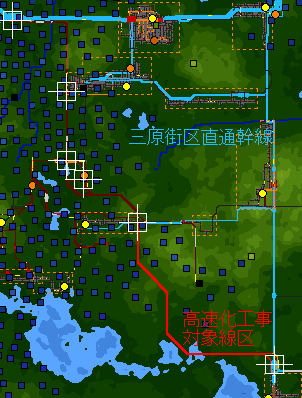 三原街区直通幹線
高速化工事
対象線区